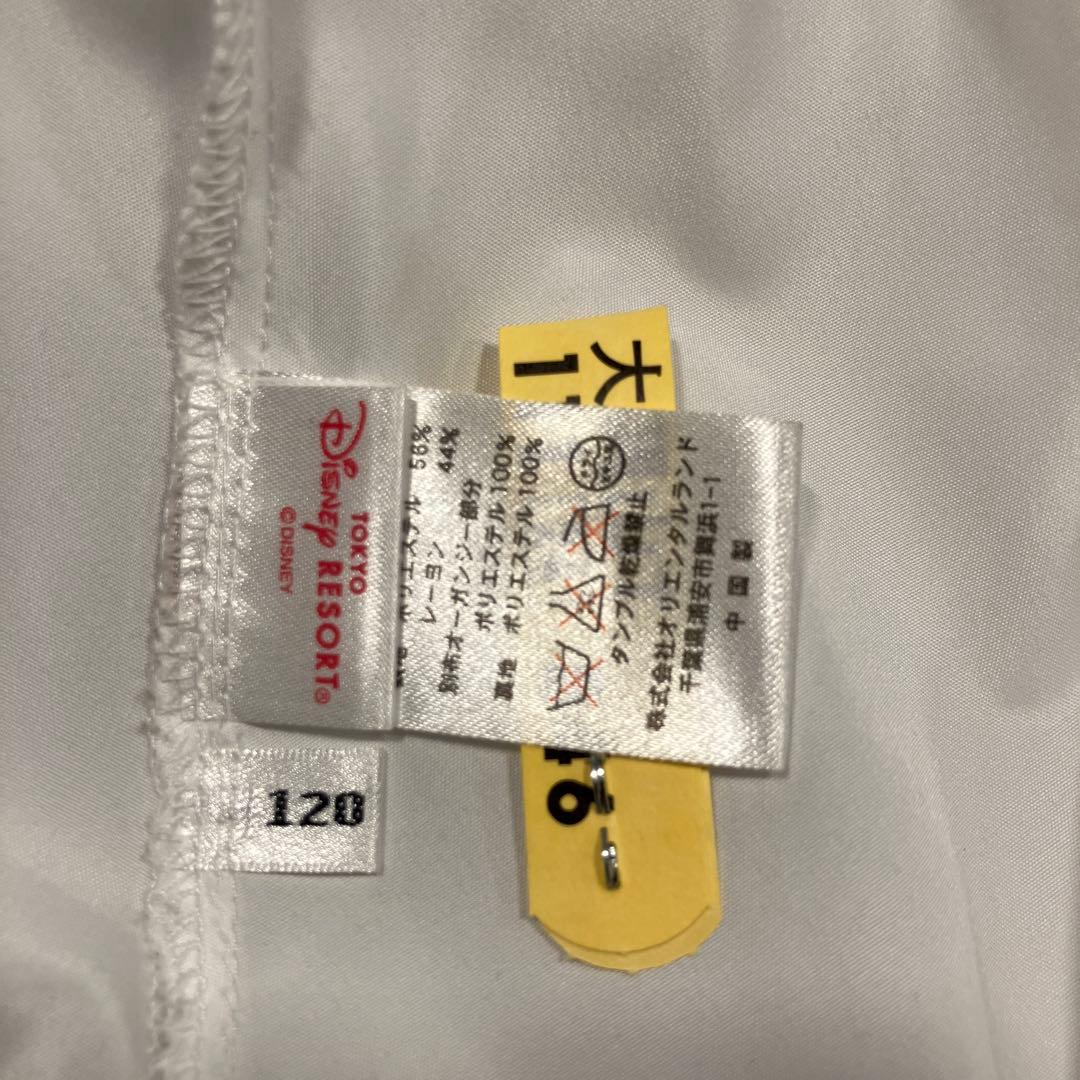 TOKYO
DISNEY RESORT®
©DISNEY
ポリエステル 56%
レーヨン 44%
別布オーガンジー部分
ポリエステル 100%
裏地 ポリエステル 100%
タンブル乾燥禁止
株式会社オリエンタルランド
千葉県浦安市舞浜1-1
中国製
120
大